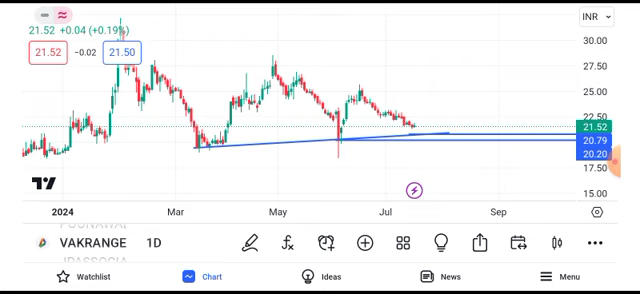 INR
21.52 +0.04 (+0.19%)
21.52 −0.02 21.50
30.00
27.50
25.00
22.50
21.52
20.79
20.20
17.50
15.00
2024 Mar May Jul Sep
VAKRANGE 1D
Watchlist Chart Ideas News Menu